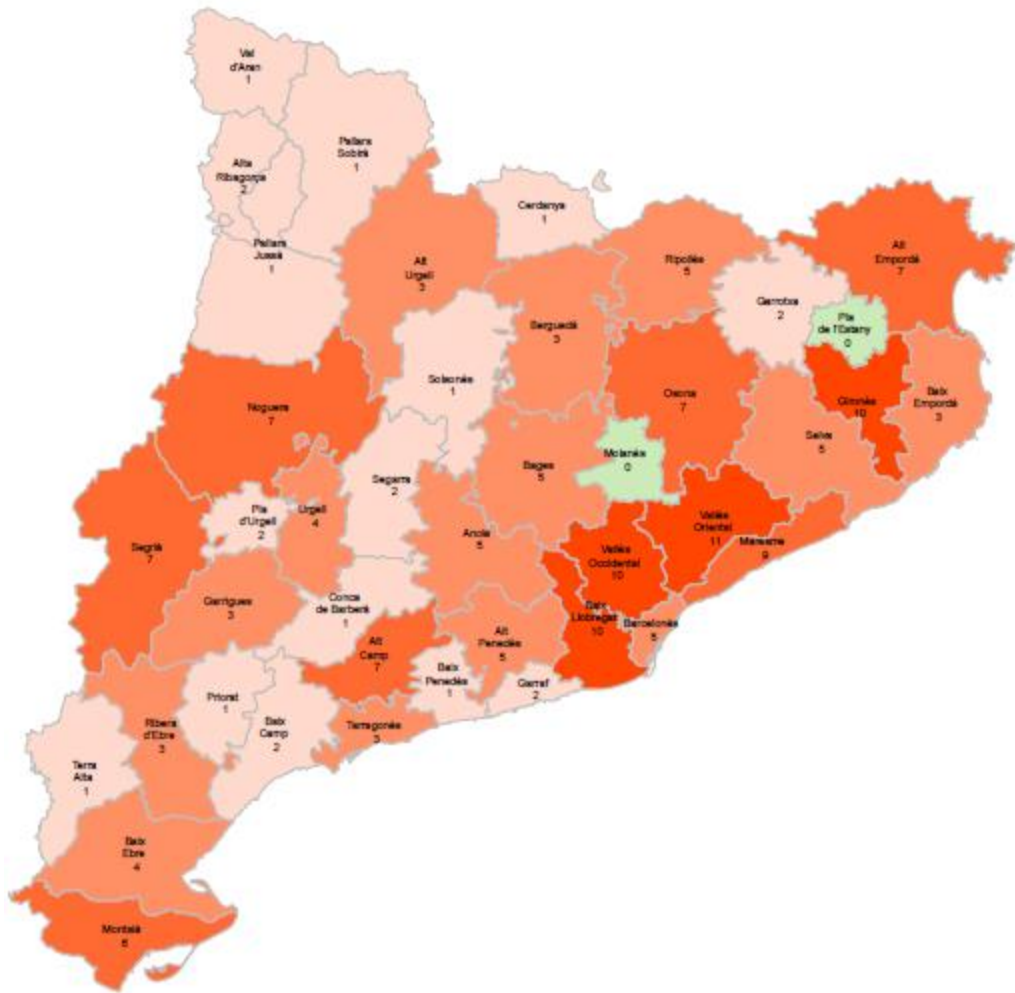 Val
d'Aran
1
Pallars
Sobirà
1
Alta
Ribagorça
2
Cerdanya
1
Pallars
Jussà
1
Alt
Urgell
3
Ripollès
5
Alt
Empordà
7
Garrotxa
2
Pla
de l'Estany
0
Berguedà
3
Solsonès
1
Noguera
7
Osona
7
Gironès
10
Baix
Empordà
3
Selva
5
Moianès
0
Bages
5
Segarra
2
Pla
d'Urgell
2
Urgell
4
Segrià
7
Anoia
5
Vallès
Oriental
11
Maresme
9
Vallès
Occidental
10
Garrigues
3
Conca
de Barberà
1
Baix
Llobregat
10
Barcelonès
5
Alt
Camp
7
Alt
Penedès
5
Baix
Penedès
1
Garraf
2
Priorat
1
Ribera
d'Ebre
3
Baix
Camp
2
Tarragonès
3
Terra
Alta
1
Baix
Ebre
4
Montsià
6